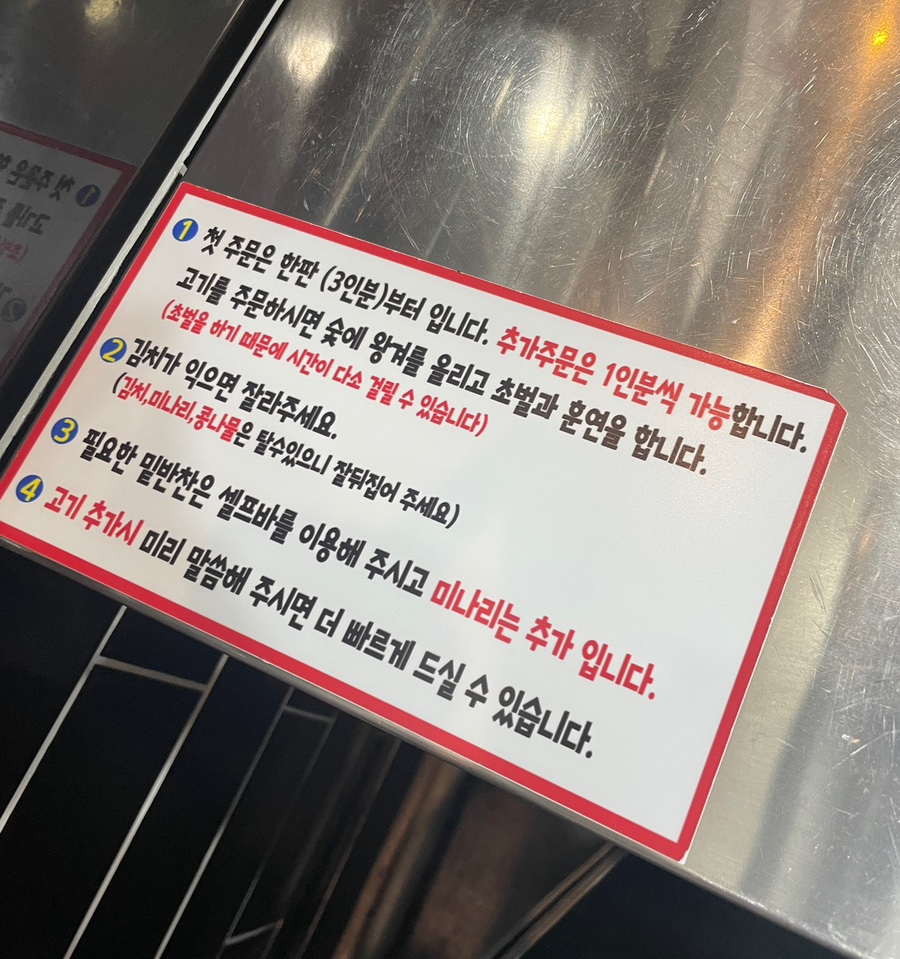 1 첫 주문은 한판 (3인분)부터 입니다. 추가주문은 1인분씩 가능합니다.
고기를 주문하시면 숯에 왕겨를 올리고 초벌과 훈연을 합니다.
(초벌을 하기 때문에 시간이 다소 걸릴 수 있습니다)
2 김치가 익으면 잘라주세요.
(김치,미나리,콩나물은 탈수있으니 잘뒤집어 주세요)
3 필요한 밑반찬은 셀프바를 이용해 주시고 미나리는 추가 입니다.
4 고기 추가시 미리 말씀해 주시면 더 빠르게 드실 수 있습니다.